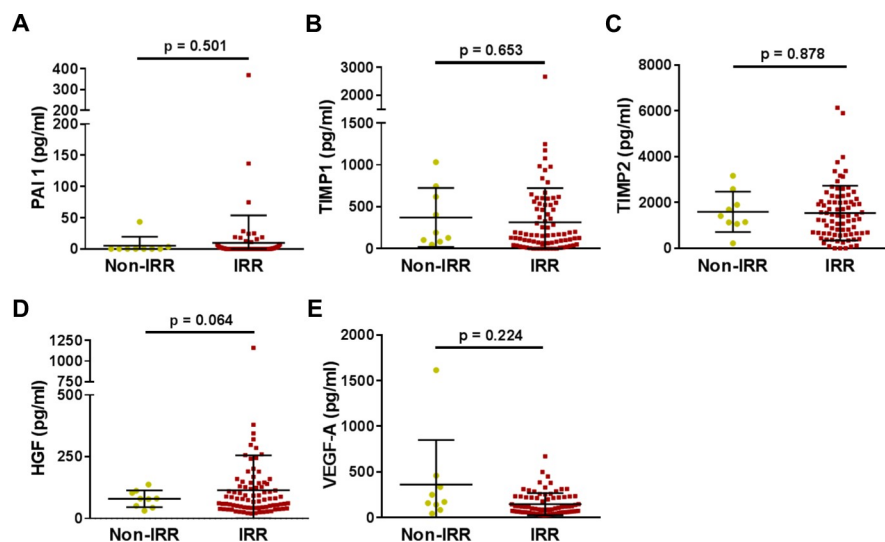 A
p = 0.501
PAI 1 (pg/ml)
400
300
200
200
150
100
50
0
Non-IRR IRR
B
p = 0.653
TIMP1 (pg/ml)
3000
2000
1500
1000
500
0
Non-IRR IRR
C
p = 0.878
TIMP2 (pg/ml)
8000
6000
4000
2000
0
Non-IRR IRR
D
p = 0.064
HGF (pg/ml)
1250
1000
750
500
250
0
Non-IRR IRR
E
p = 0.224
VEGF-A (pg/ml)
2000
1500
1000
500
0
Non-IRR IRR